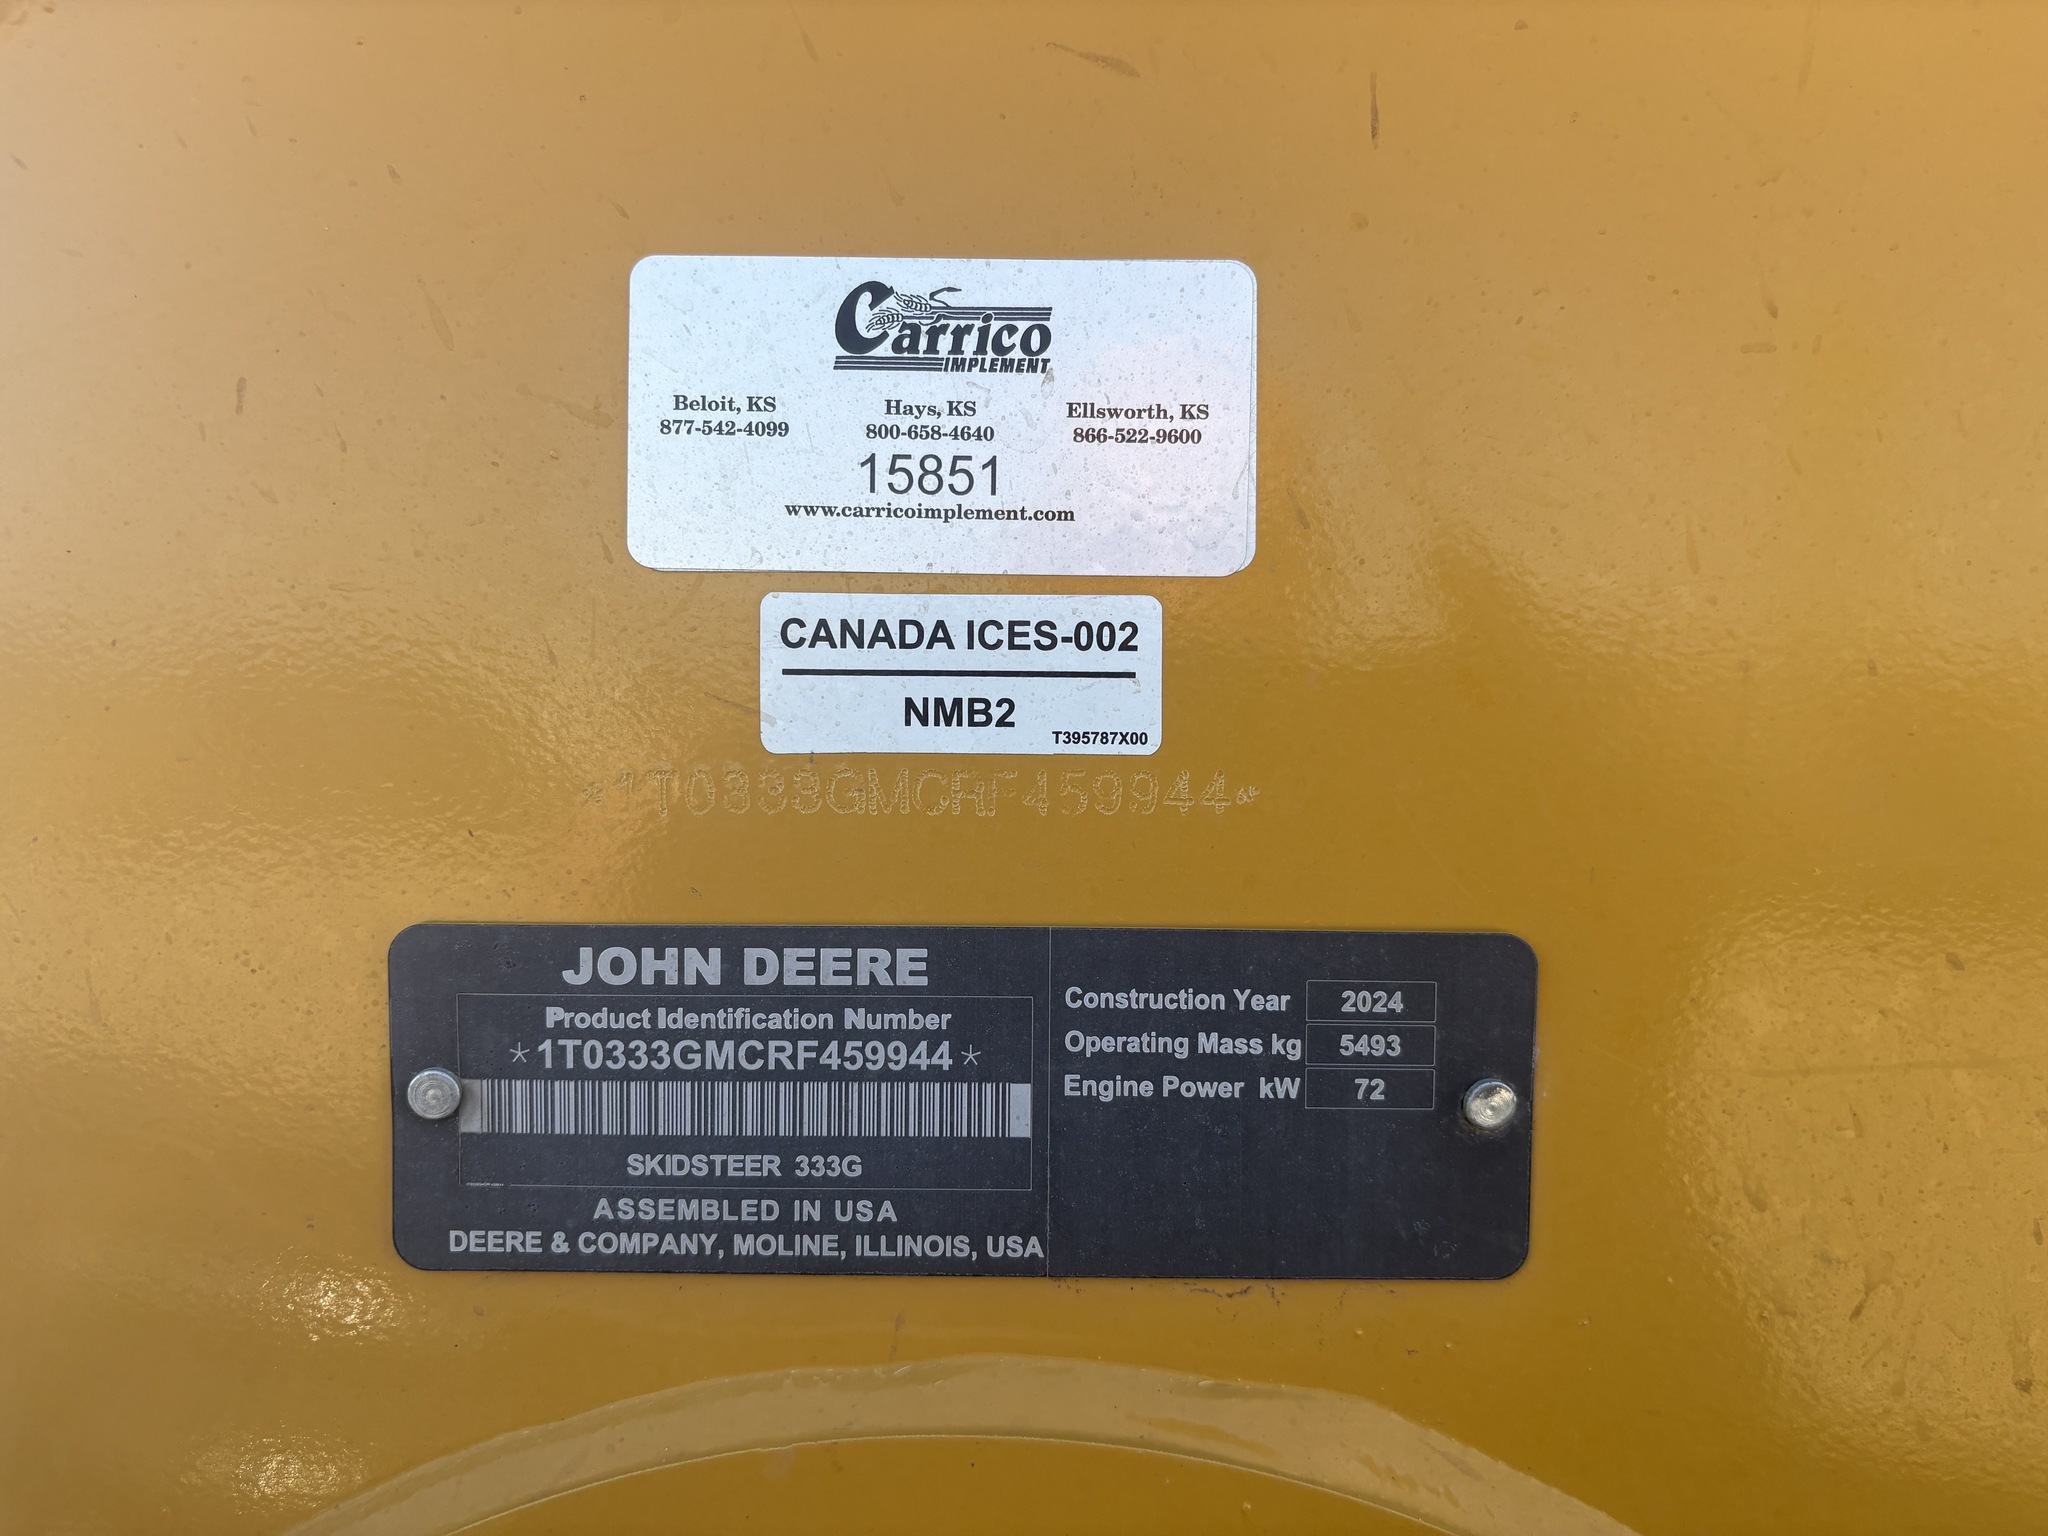 Carrico
IMPLEMENT
Beloit, KS
877-542-4099
Hays, KS
800-658-4640
Ellsworth, KS
866-522-9600
15851
www.carricoimplement.com
CANADA ICES-002
NMB2
T395787X00
*1T0333GMCRF459944*
JOHN DEERE
Product Identification Number
*1T0333GMCRF459944*
SKIDSTEER 333G
ASSEMBLED IN USA
DEERE & COMPANY, MOLINE, ILLINOIS, USA
Construction Year 2024
Operating Mass kg 5493
Engine Power kW 72